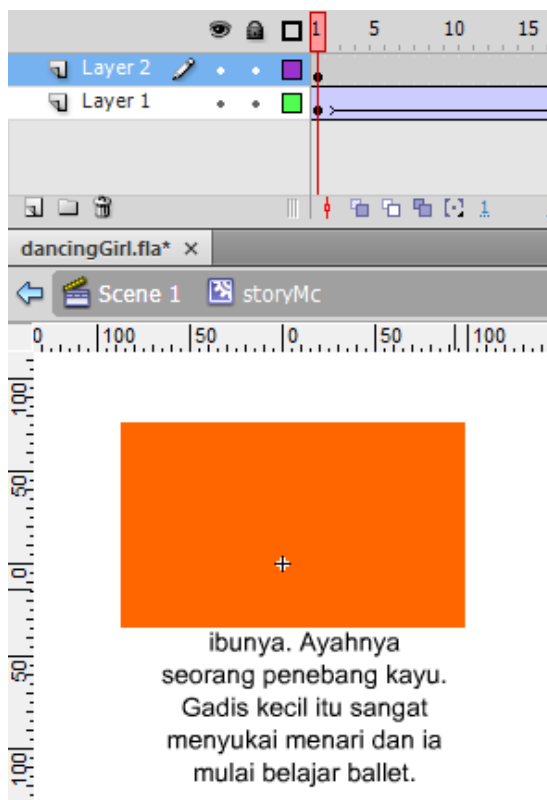 1 5 10 15
Layer 2
Layer 1
1
dancingGirl.fla* ×
Scene 1 storyMc
0 100 50 0 50 100
100
50
0
50
100
ibunya. Ayahnya
seorang penebang kayu.
Gadis kecil itu sangat
menyukai menari dan ia
mulai belajar ballet.